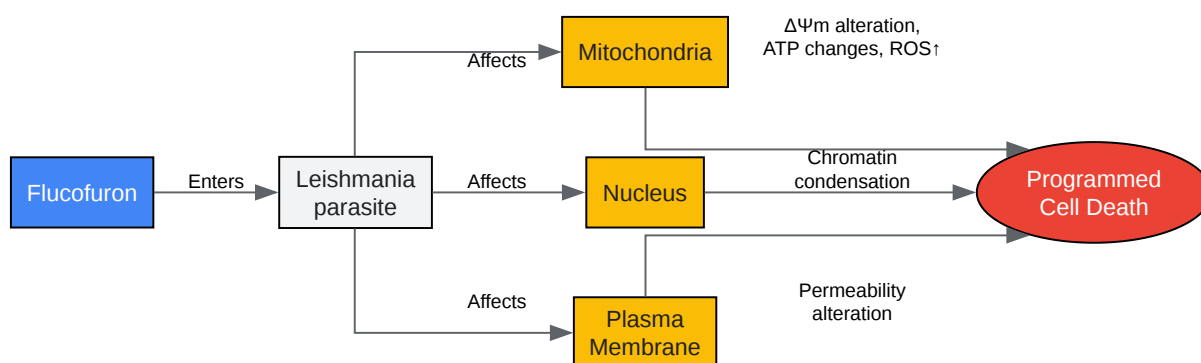 Flucofuron
Enters
Leishmania
parasite
Affects
Mitochondria
ΔΨm alteration,
ATP changes, ROS↑
Affects
Nucleus
Chromatin
condensation
Affects
Plasma
Membrane
Permeability
alteration
Programmed
Cell Death